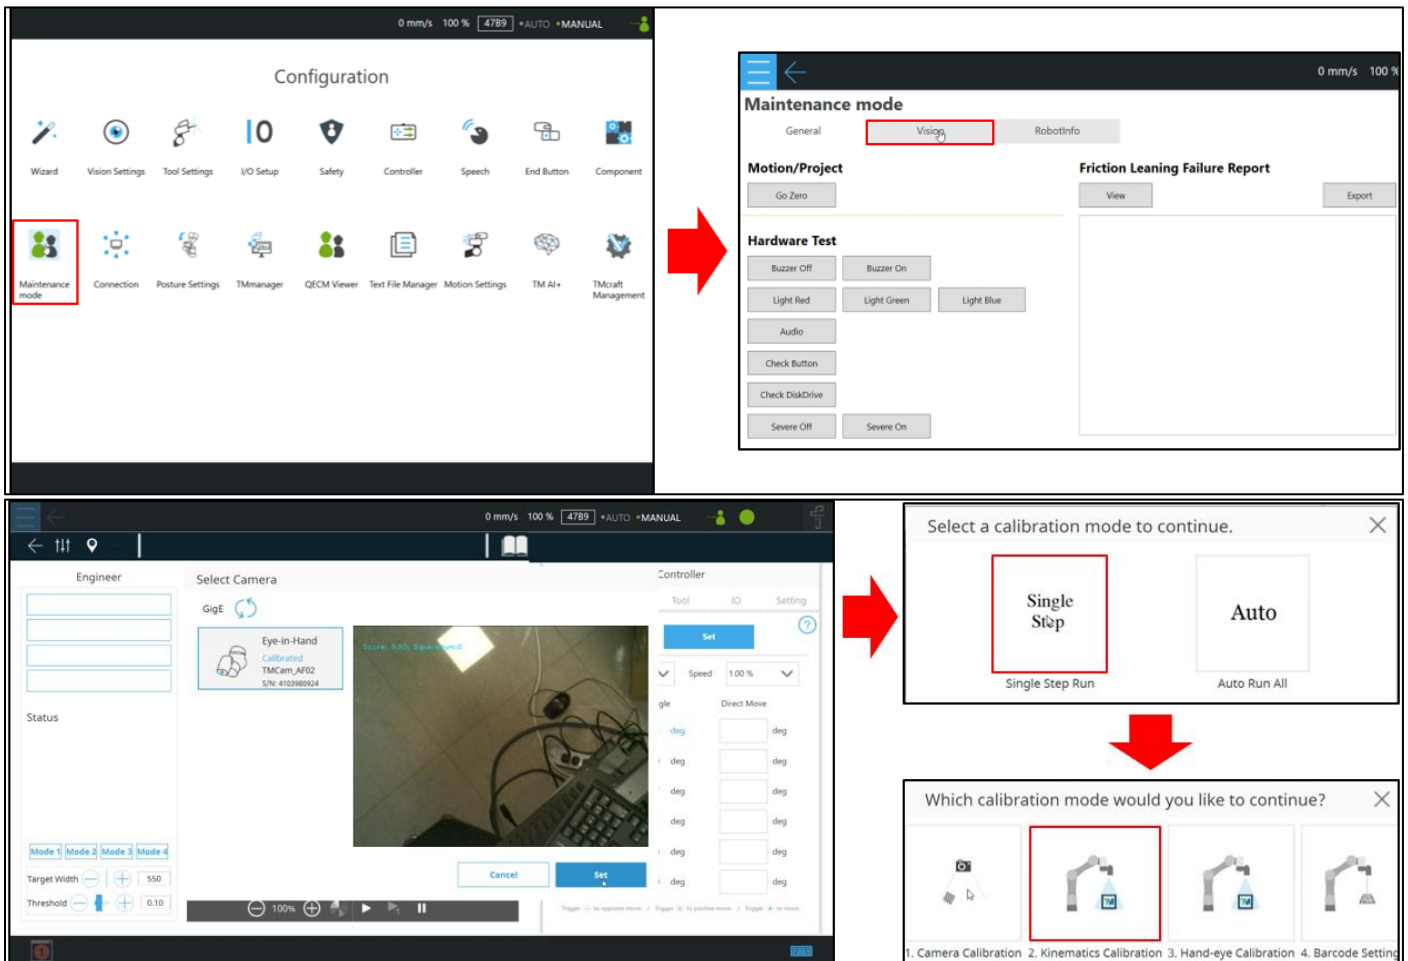 0 mm/s 100 % 47B9 •AUTO •MANUAL
Configuration
Wizard Vision Settings Tool Settings I/O Setup Safety Controller Speech End Button Component
Maintenance mode Connection Posture Settings TMmanager QECM Viewer Text File Manager Motion Settings TM AI+ TMcraft Management
0 mm/s 100 %
Maintenance mode
General Vision RobotInfo
Motion/Project Friction Leaning Failure Report
Go Zero View Export
Hardware Test
Buzzer Off Buzzer On
Light Red Light Green Light Blue
Audio
Check Button
Check DiskDrive
Severe Off Severe On
0 mm/s 100 % 47B9 •AUTO •MANUAL
Engineer
Select Camera
GigE
Eye-in-Hand
Calibrated
TMCam_AF02
S/N: 4103980924
Controller
Tool IO Setting
Set
Speed 1.00 %
gle Direct Move
deg deg
deg deg
deg deg
deg deg
deg deg
deg deg
Status
Mode 1 Mode 2 Mode 3 Mode 4
Target Width 550
Threshold 0.10
Cancel Set
100%
Select a calibration mode to continue.
Single Step
Auto
Single Step Run Auto Run All
Which calibration mode would you like to continue?
1. Camera Calibration 2. Kinematics Calibration 3. Hand-eye Calibration 4. Barcode Setting